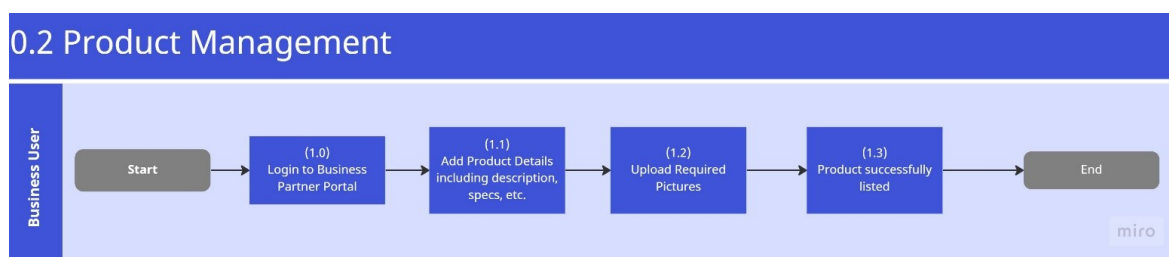 0.2 Product Management
Business User
Start
(1.0)
Login to Business
Partner Portal
(1.1)
Add Product Details
including description,
specs, etc.
(1.2)
Upload Required
Pictures
(1.3)
Product successfully
listed
End
miro